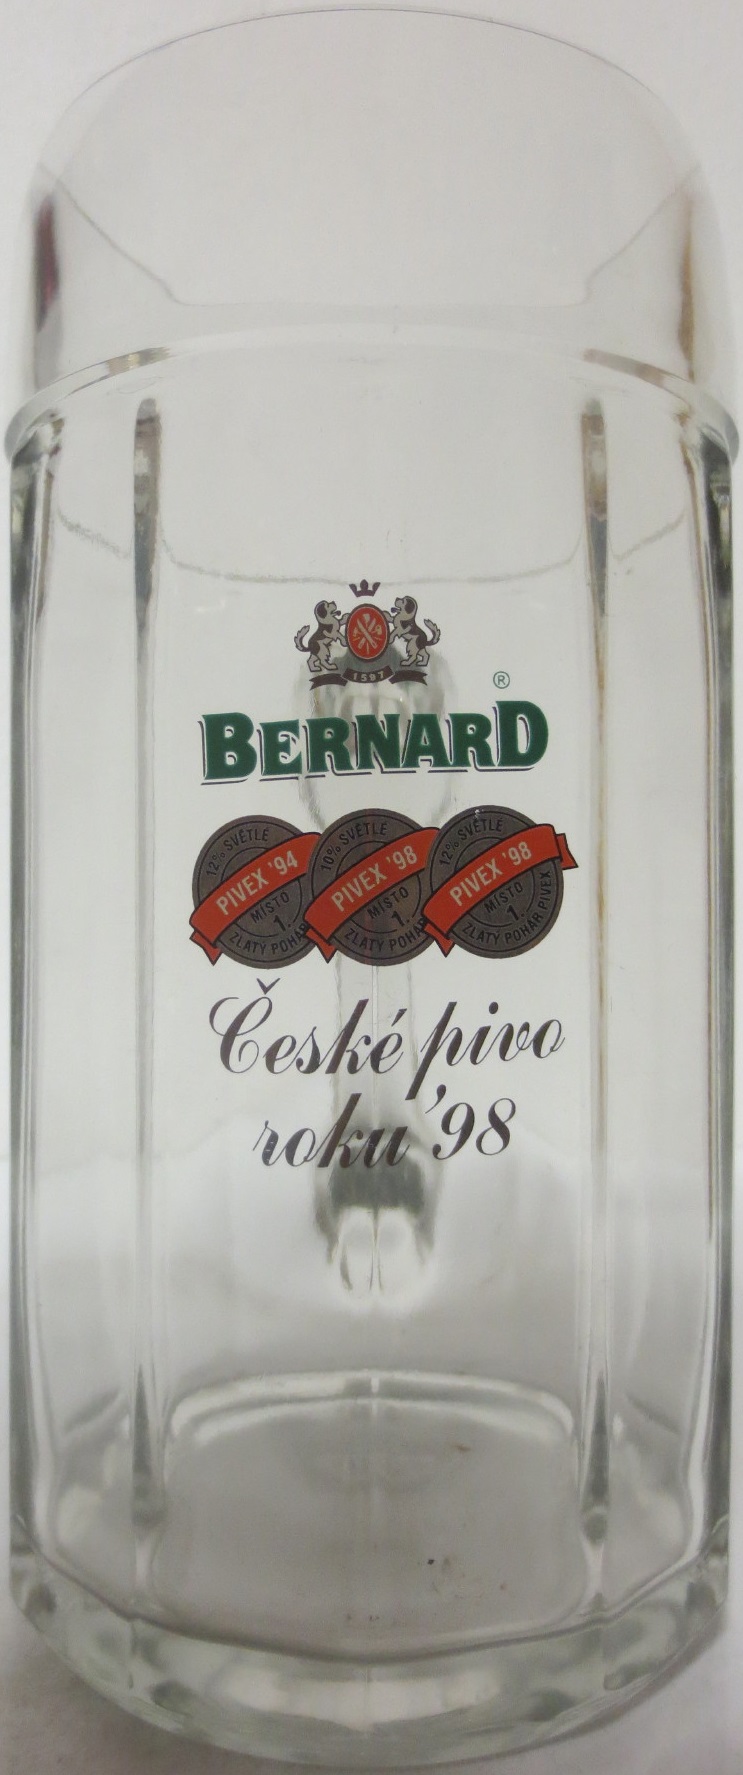 1597
®
BERNARD
12% SVĚTLÉ
PIVEX '94
MÍSTO
1.
ZLATÝ POHÁR
10% SVĚTLÉ
PIVEX '98
MÍSTO
1.
ZLATÝ POHÁR
12% SVĚTLÉ
PIVEX '98
MÍSTO
1.
ZLATÝ POHÁR PIVEX
České pivo
roku '98